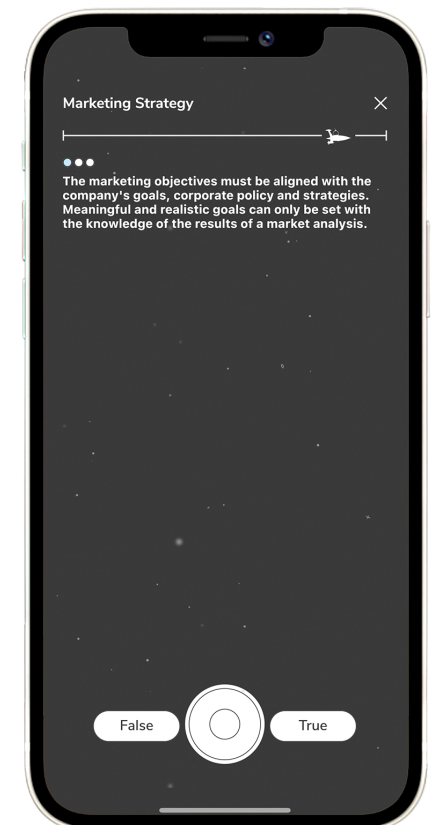 Marketing Strategy
The marketing objectives must be aligned with the
company's goals, corporate policy and strategies.
Meaningful and realistic goals can only be set with
the knowledge of the results of a market analysis.
False
True